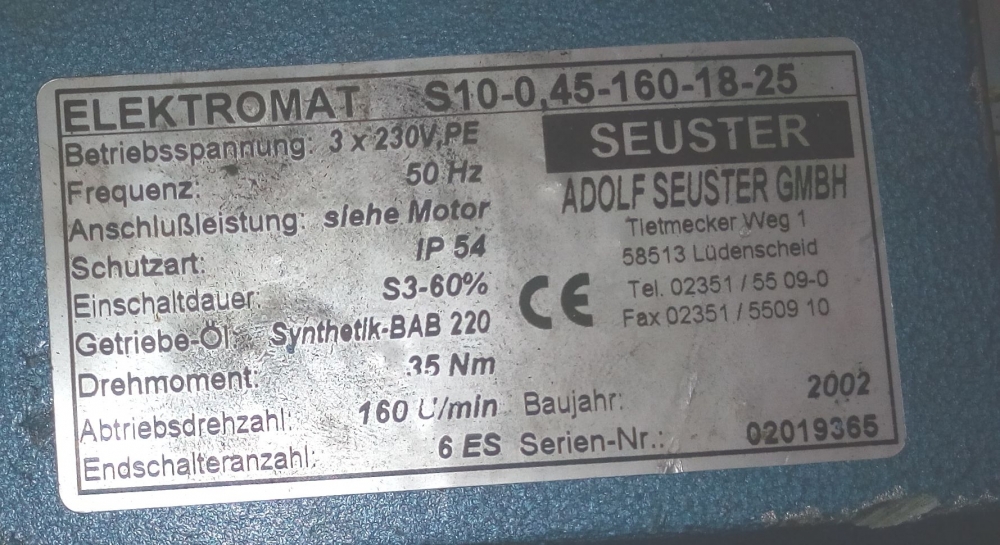 ELEKTROMAT S10-0,45-160-18-25
Betriebsspannung: 3 x 230V,PE
Frequenz: 50 Hz
Anschlußleistung: siehe Motor
Schutzart: IP 54
Einschaltdauer: S3-60%
Getriebe-Öl: Synthetik-BAB 220
Drehmoment: 35 Nm
Abtriebsdrehzahl: 160 U/min
Endschalteranzahl: 6 ES
SEUSTER
ADOLF SEUSTER GMBH
Tietmecker Weg 1
58513 Lüdenscheid
Tel. 02351 / 55 09-0
Fax 02351 / 5509 10
CE
Baujahr: 2002
Serien-Nr.: 02019365